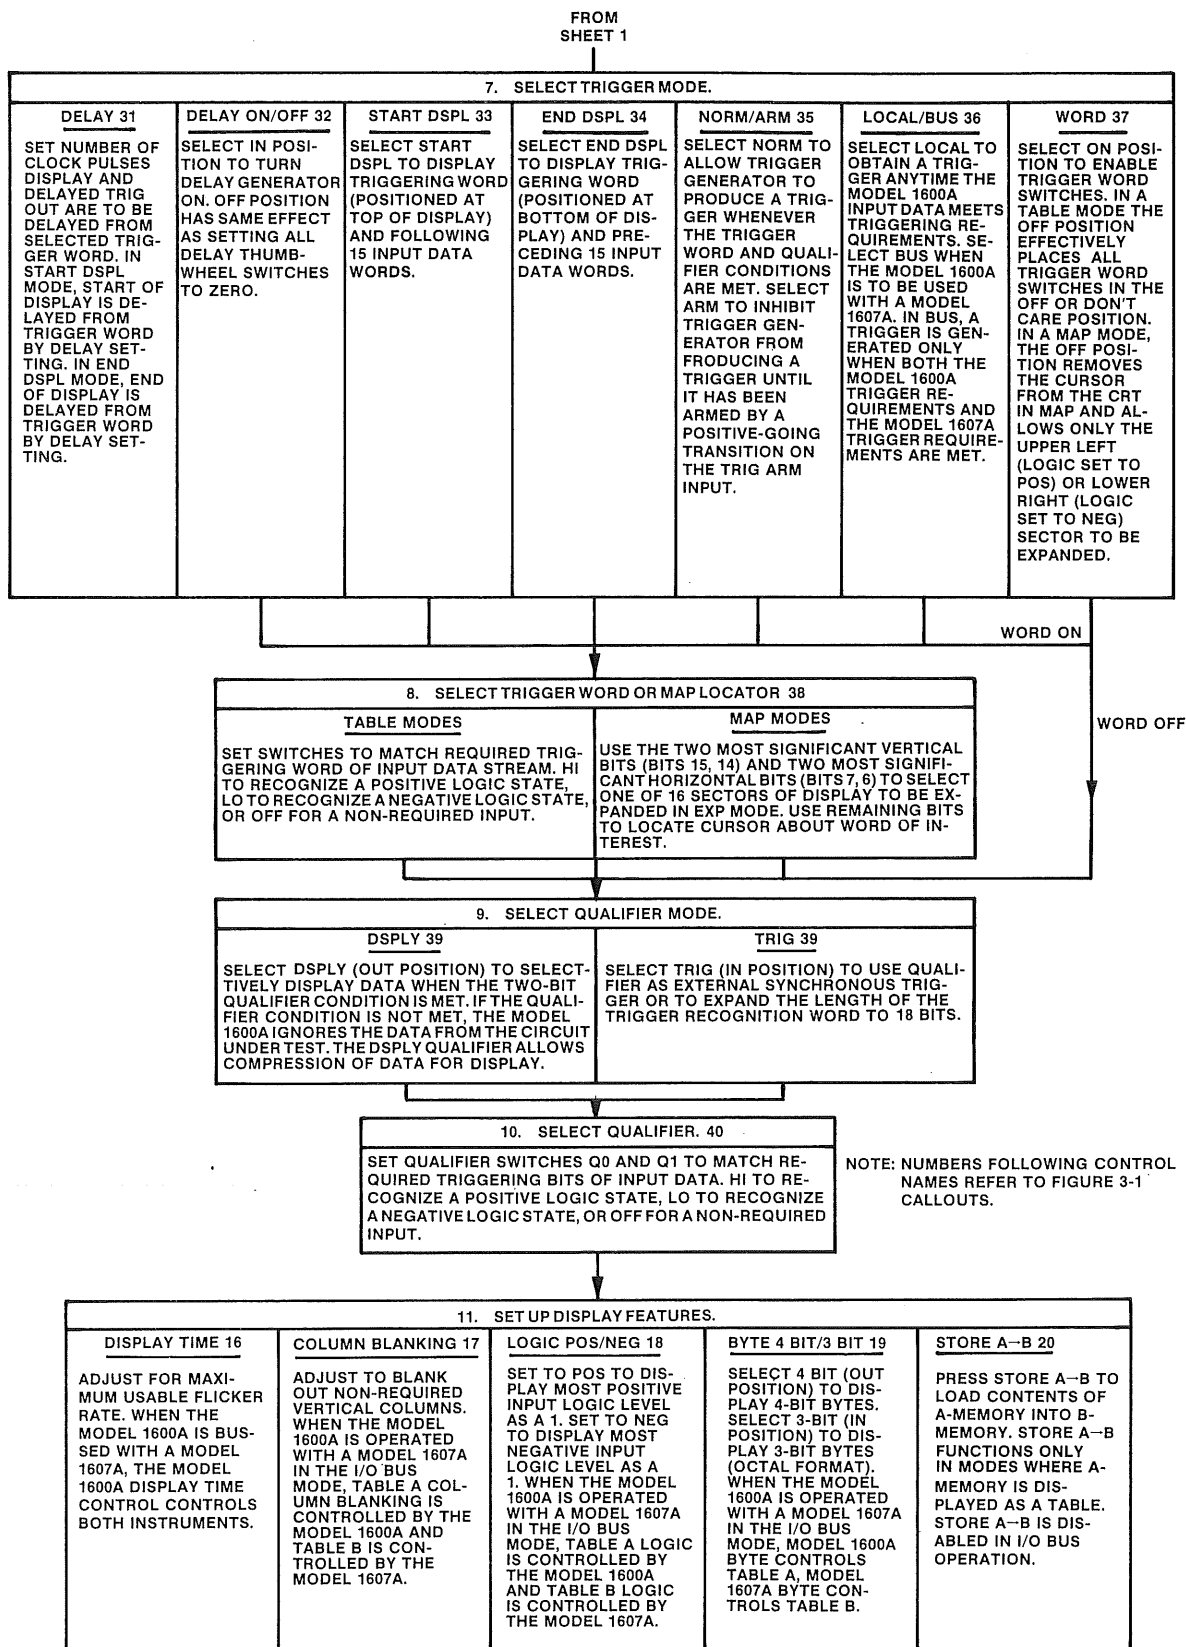 FROM
SHEET 1
7. SELECT TRIGGER MODE.
DELAY 31
SET NUMBER OF
CLOCK PULSES
DISPLAY AND
DELAYED TRIG
OUT ARE TO BE
DELAYED FROM
SELECTED TRIG-
GER WORD. IN
START DSPL
MODE, START OF
DISPLAY IS DE-
LAYED FROM
TRIGGER WORD
BY DELAY SET-
TING. IN END
DSPL MODE, END
OF DISPLAY IS
DELAYED FROM
TRIGGER WORD
BY DELAY SET-
TING.
DELAY ON/OFF 32
SELECT IN POSI-
TION TO TURN
DELAY GENERATOR
ON. OFF POSITION
HAS SAME EFFECT
AS SETTING ALL
DELAY THUMB-
WHEEL SWITCHES
TO ZERO.
START DSPL 33
SELECT START
DSPL TO DISPLAY
TRIGGERING WORD
(POSITIONED AT
TOP OF DISPLAY)
AND FOLLOWING
15 INPUT DATA
WORDS.
END DSPL 34
SELECT END DSPL
TO DISPLAY TRIG-
GERING WORD
(POSITIONED AT
BOTTOM OF DIS-
PLAY) AND PRE-
CEDING 15 INPUT
DATA WORDS.
NORM/ARM 35
SELECT NORM TO
ALLOW TRIGGER
GENERATOR TO
PRODUCE A TRIG-
GER WHENEVER
THE TRIGGER
WORD AND QUALI-
FIER CONDITIONS
ARE MET. SELECT
ARM TO INHIBIT
TRIGGER GEN-
ERATOR FROM
FRODUCING A
TRIGGER UNTIL
IT HAS BEEN
ARMED BY A
POSITIVE-GOING
TRANSITION ON
THE TRIG ARM
INPUT.
LOCAL/BUS 36
SELECT LOCAL TO
OBTAIN A TRIG-
GER ANYTIME THE
MODEL 1600A
INPUT DATA MEETS
TRIGGERING RE-
QUIREMENTS. SE-
LECT BUS WHEN
THE MODEL 1600A
IS TO BE USED
WITH A MODEL
1607A. IN BUS, A
TRIGGER IS GEN-
ERATED ONLY
WHEN BOTH THE
MODEL 1600A
TRIGGER RE-
QUIREMENTS AND
THE MODEL 1607A
TRIGGER REQUIRE-
MENTS ARE MET.
WORD 37
SELECT ON POSI-
TION TO ENABLE
TRIGGER WORD
SWITCHES. IN A
TABLE MODE THE
OFF POSITION
EFFECTIVELY
PLACES ALL
TRIGGER WORD
SWITCHES IN THE
OFF OR DON'T
CARE POSITION.
IN A MAP MODE,
THE OFF POSI-
TION REMOVES
THE CURSOR
FROM THE CRT
IN MAP AND AL-
LOWS ONLY THE
UPPER LEFT
(LOGIC SET TO
POS) OR LOWER
RIGHT (LOGIC
SET TO NEG)
SECTOR TO BE
EXPANDED.
WORD ON
WORD OFF
8. SELECT TRIGGER WORD OR MAP LOCATOR 38
TABLE MODES
SET SWITCHES TO MATCH REQUIRED TRIG-
GERING WORD OF INPUT DATA STREAM. HI
TO RECOGNIZE A POSITIVE LOGIC STATE,
LO TO RECOGNIZE A NEGATIVE LOGIC STATE,
OR OFF FOR A NON-REQUIRED INPUT.
MAP MODES
USE THE TWO MOST SIGNIFICANT VERTICAL
BITS (BITS 15, 14) AND TWO MOST SIGNIFI-
CANT HORIZONTAL BITS (BITS 7, 6) TO SELECT
ONE OF 16 SECTORS OF DISPLAY TO BE EX-
PANDED IN EXP MODE. USE REMAINING BITS
TO LOCATE CURSOR ABOUT WORD OF IN-
TEREST.
9. SELECT QUALIFIER MODE.
DSPLY 39
SELECT DSPLY (OUT POSITION) TO SELECT-
TIVELY DISPLAY DATA WHEN THE TWO-BIT
QUALIFIER CONDITION IS MET. IF THE QUALI-
FIER CONDITION IS NOT MET, THE MODEL
1600A IGNORES THE DATA FROM THE CIRCUIT
UNDER TEST. THE DSPLY QUALIFIER ALLOWS
COMPRESSION OF DATA FOR DISPLAY.
TRIG 39
SELECT TRIG (IN POSITION) TO USE QUALI-
FIER AS EXTERNAL SYNCHRONOUS TRIG-
GER OR TO EXPAND THE LENGTH OF THE
TRIGGER RECOGNITION WORD TO 18 BITS.
10. SELECT QUALIFIER. 40
SET QUALIFIER SWITCHES Q0 AND Q1 TO MATCH RE-
QUIRED TRIGGERING BITS OF INPUT DATA. HI TO RE-
COGNIZE A POSITIVE LOGIC STATE, LO TO RECOGNIZE
A NEGATIVE LOGIC STATE, OR OFF FOR A NON-REQUIRED
INPUT.
NOTE: NUMBERS FOLLOWING CONTROL
NAMES REFER TO FIGURE 3-1
CALLOUTS.
11. SET UP DISPLAY FEATURES.
DISPLAY TIME 16
ADJUST FOR MAXI-
MUM USABLE FLICKER
RATE. WHEN THE
MODEL 1600A IS BUS-
SED WITH A MODEL
1607A, THE MODEL
1600A DISPLAY TIME
CONTROL CONTROLS
BOTH INSTRUMENTS.
COLUMN BLANKING 17
ADJUST TO BLANK
OUT NON-REQUIRED
VERTICAL COLUMNS.
WHEN THE MODEL
1600A IS OPERATED
WITH A MODEL 1607A
IN THE I/O BUS
MODE, TABLE A COL-
UMN BLANKING IS
CONTROLLED BY THE
MODEL 1600A AND
TABLE B IS CON-
TROLLED BY THE
MODEL 1607A.
LOGIC POS/NEG 18
SET TO POS TO DIS-
PLAY MOST POSITIVE
INPUT LOGIC LEVEL
AS A 1. SET TO NEG
TO DISPLAY MOST
NEGATIVE INPUT
LOGIC LEVEL AS A
1. WHEN THE MODEL
1600A IS OPERATED
WITH A MODEL 1607A
IN THE I/O BUS
MODE, TABLE A LOGIC
IS CONTROLLED BY
THE MODEL 1600A
AND TABLE B LOGIC
IS CONTROLLED BY
THE MODEL 1607A.
BYTE 4 BIT/3 BIT 19
SELECT 4 BIT (OUT
POSITION) TO DIS-
PLAY 4-BIT BYTES.
SELECT 3-BIT (IN
POSITION) TO DIS-
PLAY 3-BIT BYTES
(OCTAL FORMAT).
WHEN THE MODEL
1600A IS OPERATED
WITH A MODEL 1607A
IN THE I/O BUS
MODE, MODEL 1600A
BYTE CONTROLS
TABLE A, MODEL
1607A BYTE CON-
TROLS TABLE B.
STORE A→B 20
PRESS STORE A→B TO
LOAD CONTENTS OF
A-MEMORY INTO B-
MEMORY. STORE A→B
FUNCTIONS ONLY
IN MODES WHERE A-
MEMORY IS DIS-
PLAYED AS A TABLE.
STORE A→B IS DIS-
ABLED IN I/O BUS
OPERATION.